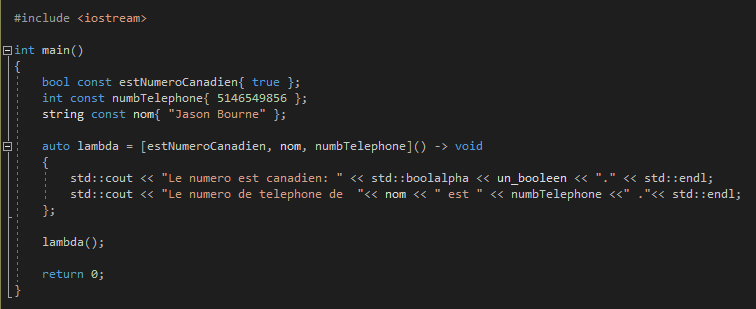 #include <iostream>
int main()
{
bool const estNumeroCanadien{ true };
int const numbTelephone{ 5146549856 };
string const nom{ "Jason Bourne" };
auto lambda = [estNumeroCanadien, nom, numbTelephone]() -> void
{
std::cout << "Le numero est canadien: " << std::boolalpha << un_booleen << "." << std::endl;
std::cout << "Le numero de telephone de  "<< nom << " est " << numbTelephone <<" ."<< std::endl;
};
lambda();
return 0;
}